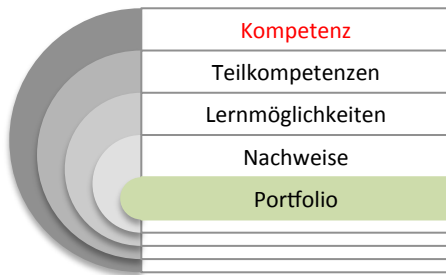 Kompetenz
Teilkompetenzen
Lernmöglichkeiten
Nachweise
Portfolio